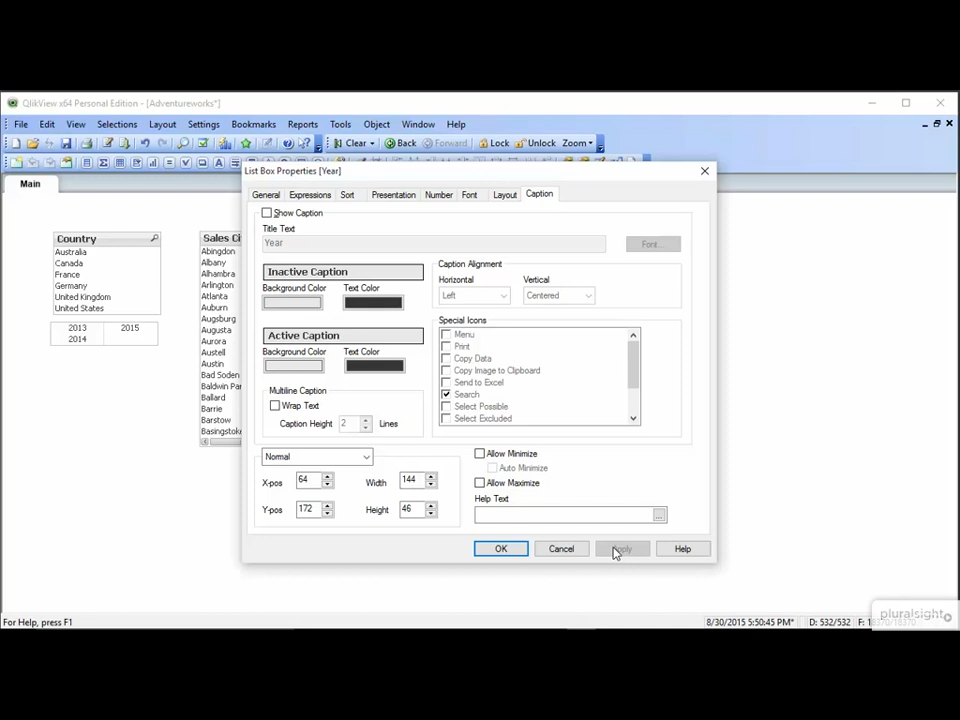 QlikView x64 Personal Edition - [Adventureworks*]
File Edit View Selections Layout Settings Bookmarks Reports Tools Object Window Help
Clear Back Forward Lock Unlock Zoom
Main
List Box Properties [Year]
General Expressions Sort Presentation Number Font Layout Caption
Show Caption
Title Text
Year
Font...
Inactive Caption
Background Color Text Color
Active Caption
Background Color Text Color
Multiline Caption
Wrap Text
Caption Height 2 Lines
Caption Alignment
Horizontal Vertical
Left Centered
Special Icons
Menu
Print
Copy Data
Copy Image to Clipboard
Send to Excel
Search
Select Possible
Select Excluded
Normal
X-pos 64 Width 144
Y-pos 172 Height 46
Allow Minimize
Auto Minimize
Allow Maximize
Help Text
...
OK Cancel Help
Country
Australia
Canada
France
Germany
United Kingdom
United States
2013 2015
2014
Sales Ci
Abingdon
Albany
Alhambra
Arlington
Atlanta
Auburn
Augsburg
Augusta
Aurora
Austell
Austin
Bad Soden
Baldwin Par
Ballard
Barrie
Barstow
Basingstok
For Help, press F1
8/30/2015 5:50:45 PM* D: 532/532 F: 18370/18370
pluralsight